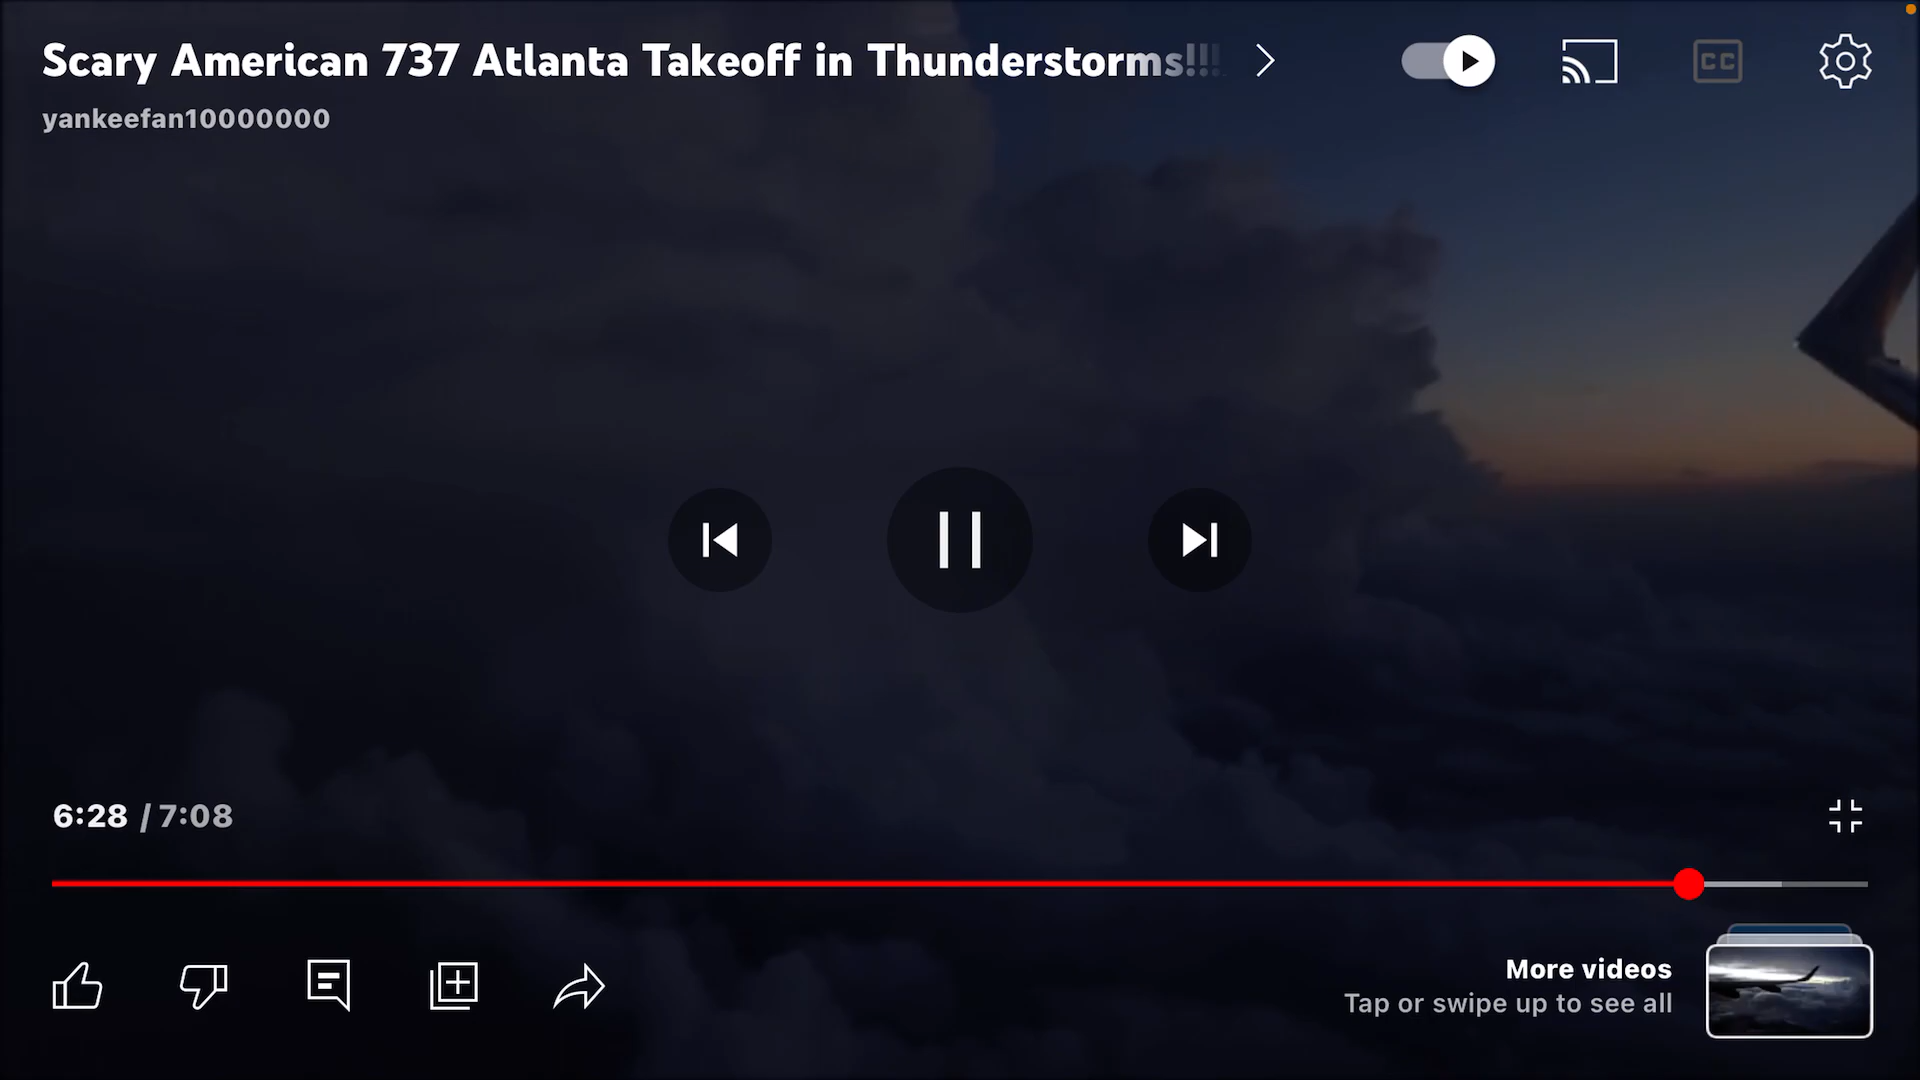 Scary American 737 Atlanta Takeoff in Thunderstorms!!!
yankeefan10000000
CC
6:28 / 7:08
More videos
Tap or swipe up to see all